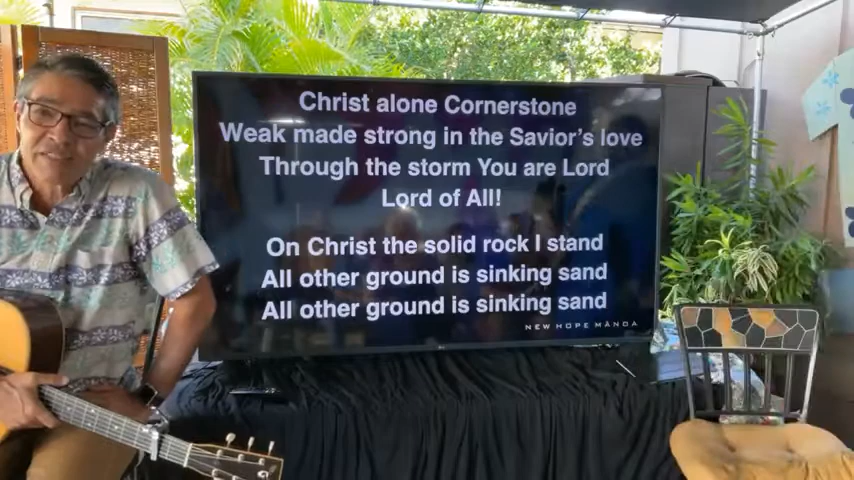 Christ alone Cornerstone
Weak made strong in the Savior's love
Through the storm You are Lord
Lord of All!
On Christ the solid rock I stand
All other ground is sinking sand
All other ground is sinking sand
NEW HOPE MĀNOA